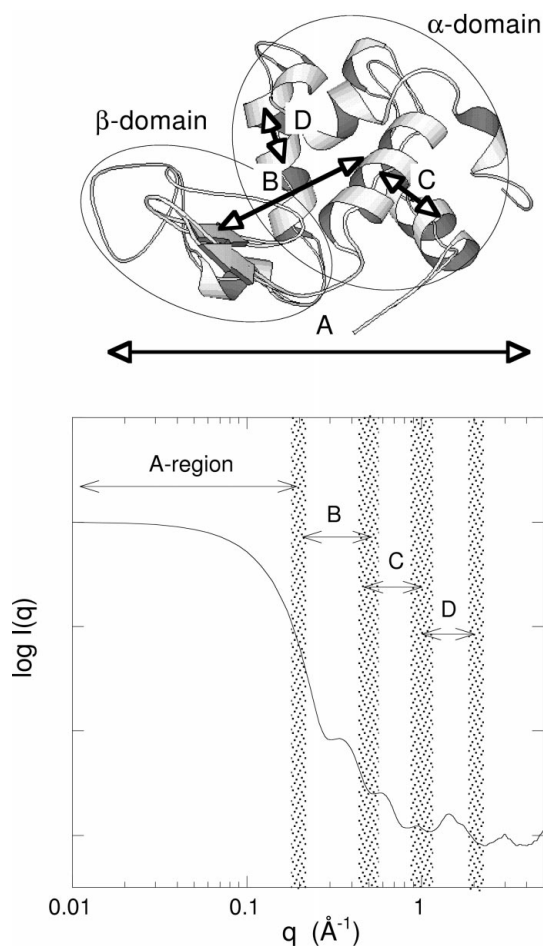 α-domain
β-domain
D
B
C
A
A-region
B
C
D
log I(q)
0.01
0.1
1
q (Å⁻¹)